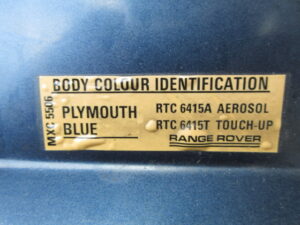 BODY COLOUR IDENTIFICATION
MXC 5506
PLYMOUTH BLUE
RTC 6415A AEROSOL
RTC 6415T TOUCH-UP
RANGE ROVER